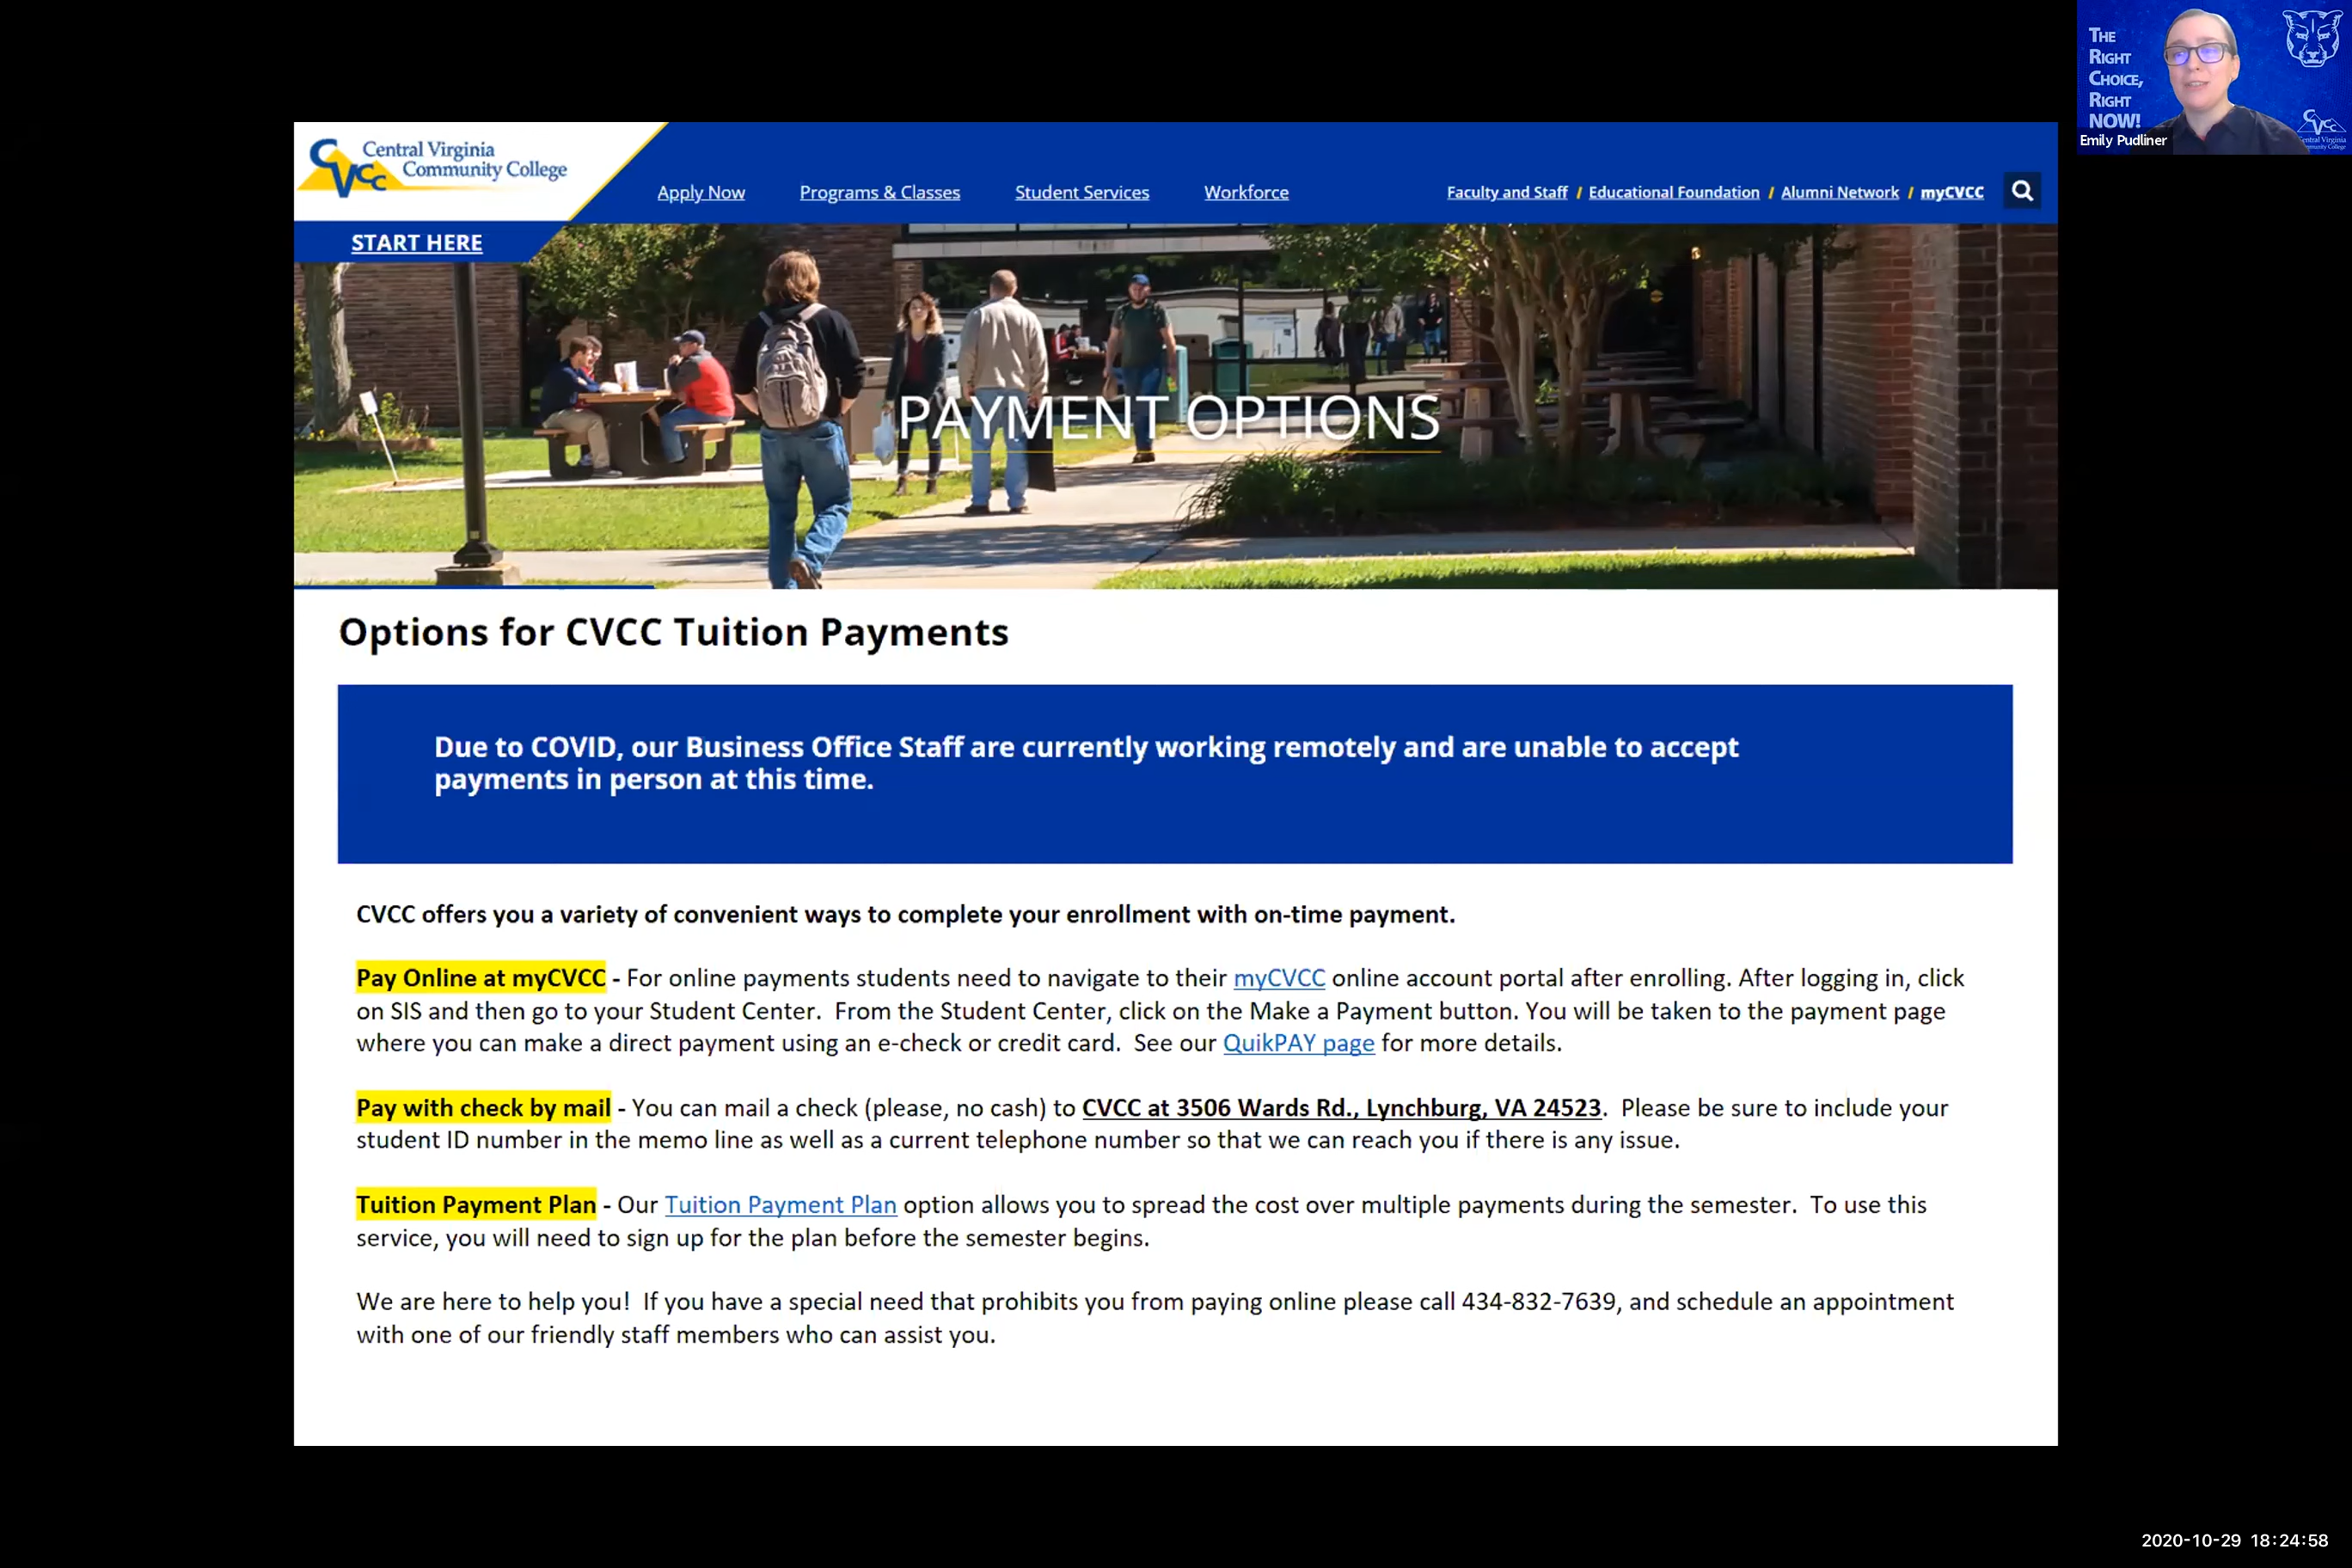 THE
RIGHT
CHOICE,
RIGHT
NOW!
Emily Pudliner
CVCC
Central Virginia
Community College
Apply Now
Programs & Classes
Student Services
Workforce
Faculty and Staff / Educational Foundation / Alumni Network / myCVCC
START HERE
PAYMENT OPTIONS
Options for CVCC Tuition Payments
Due to COVID, our Business Office Staff are currently working remotely and are unable to accept
payments in person at this time.
CVCC offers you a variety of convenient ways to complete your enrollment with on-time payment.
Pay Online at myCVCC - For online payments students need to navigate to their myCVCC online account portal after enrolling. After logging in, click
on SIS and then go to your Student Center. From the Student Center, click on the Make a Payment button. You will be taken to the payment page
where you can make a direct payment using an e-check or credit card. See our QuikPAY page for more details.
Pay with check by mail - You can mail a check (please, no cash) to CVCC at 3506 Wards Rd., Lynchburg, VA 24523. Please be sure to include your
student ID number in the memo line as well as a current telephone number so that we can reach you if there is any issue.
Tuition Payment Plan - Our Tuition Payment Plan option allows you to spread the cost over multiple payments during the semester. To use this
service, you will need to sign up for the plan before the semester begins.
We are here to help you! If you have a special need that prohibits you from paying online please call 434-832-7639, and schedule an appointment
with one of our friendly staff members who can assist you.
2020-10-29 18:24:58